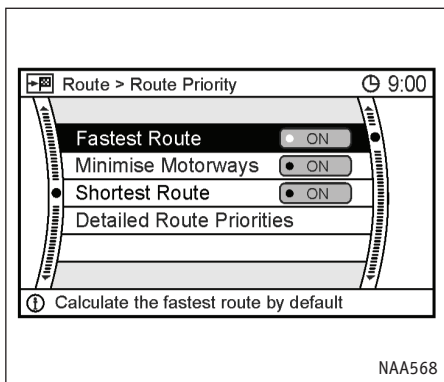 Route > Route Priority 9:00
Fastest Route ON
Minimise Motorways ON
Shortest Route ON
Detailed Route Priorities
Calculate the fastest route by default
NAA568